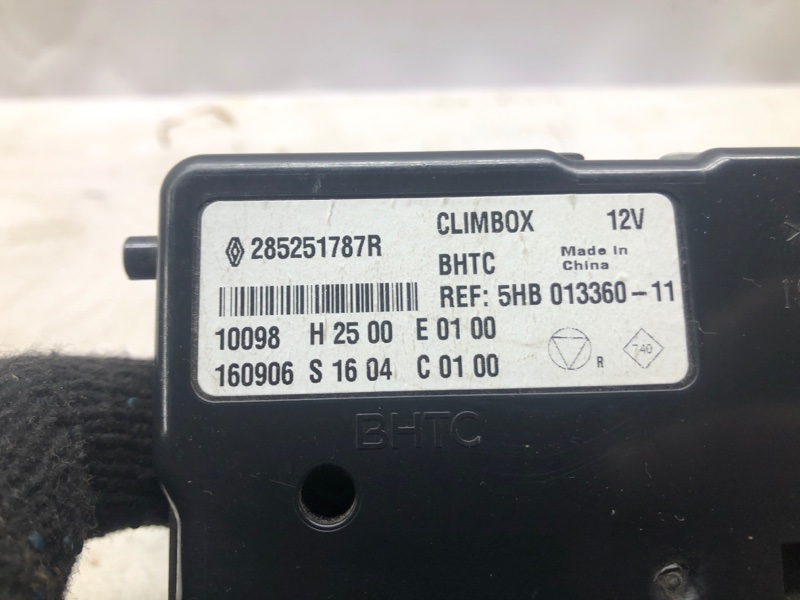 285251787R
CLIMBOX 12V
BHTC Made In
China
REF: 5HB 013360-11
10098 H 25 00 E 01 00
160906 S 16 04 C 01 00
R
740
BHTC